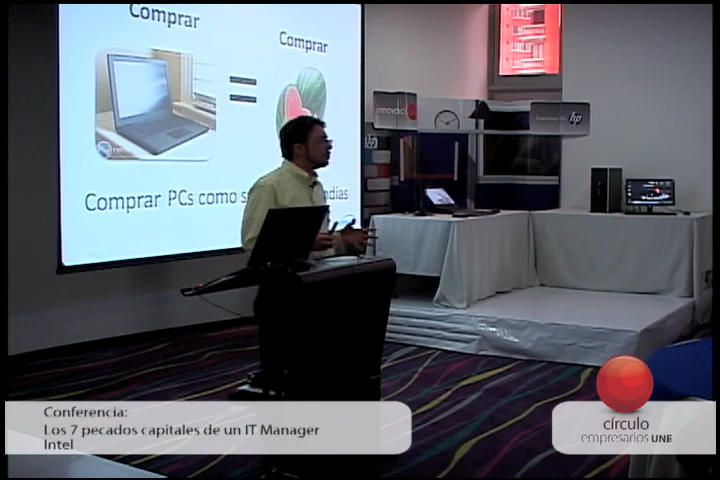 Comprar
Comprar
=
Comprar PCs como s ndías
innovac
hp
hp
Conferencia:
Los 7 pecados capitales de un IT Manager
Intel
círculo
empresarios UNE